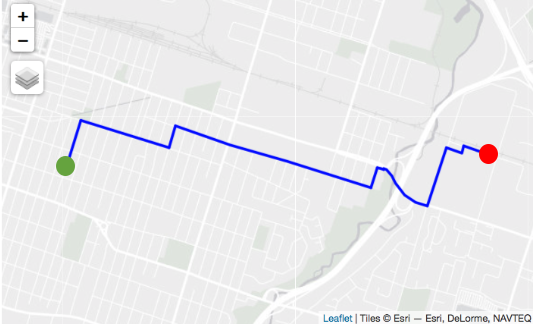 +
−
Leaflet | Tiles © Esri — Esri, DeLorme, NAVTEQ